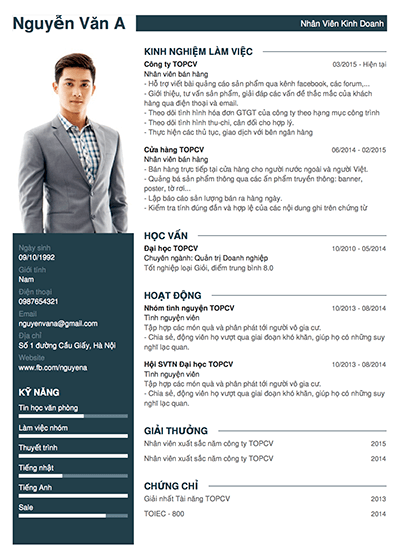 Nguyễn Văn A
Nhân Viên Kinh Doanh
Ngày sinh
09/10/1992
Giới tính
Nam
Điện thoại
0987654321
Email
nguyenvana@gmail.com
Địa chỉ
Số 1 đường Cầu Giấy, Hà Nội
Website
www.fb.com/nguyena
KỸ NĂNG
Tin học văn phòng
Làm việc nhóm
Thuyết trình
Tiếng nhật
Tiếng Anh
Sale
KINH NGHIỆM LÀM VIỆC
Công ty TOPCV 03/2015 - Hiện tại
Nhân viên bán hàng
- Hỗ trợ viết bài quảng cáo sản phẩm qua kênh facebook, các forum,...
- Giới thiệu, tư vấn sản phẩm, giải đáp các vấn đề thắc mắc của khách
hàng qua điện thoại và email.
- Theo dõi tình hình hóa đơn GTGT của công ty theo hạng mục công trình
- Theo dõi tình hình thu-chi, cân đối cho hợp lí.
- Thực hiện các thủ tục, giao dịch với bên ngân hàng
Cửa hàng TOPCV 06/2014 - 02/2015
Nhân viên bán hàng
- Bán hàng trực tiếp tại cửa hàng cho người nước ngoài và người Việt.
- Quảng bá sản phẩm thông qua các ấn phẩm truyền thông: banner,
poster, tờ rơi...
- Lập báo cáo sản lượng bán ra hàng ngày.
- Kiểm tra tính đúng đắn và hợp lệ của các nội dung ghi trên chứng từ
HỌC VẤN
Đại học TOPCV 10/2010 - 05/2014
Chuyên ngành: Quản trị Doanh nghiệp
Tốt nghiệp loại Giỏi, điểm trung bình 8.0
HOẠT ĐỘNG
Nhóm tình nguyện TOPCV 10/2013 - 08/2014
Tình nguyện viên
Tập hợp các món quà và phân phát tới người vô gia cư.
- Chia sẻ, động viên họ vượt qua giai đoạn khó khăn, giúp họ có những suy
nghĩ lạc quan.
Hội SVTN Đại học TOPCV 10/2013 - 08/2014
Tình nguyện viên
Tập hợp các món quà và phân phát tới người vô gia cư.
- Chia sẻ, động viên họ vượt qua giai đoạn khó khăn, giúp họ có những suy
nghĩ lạc quan.
GIẢI THƯỞNG
Nhân viên xuất sắc năm công ty TOPCV 2015
Nhân viên xuất sắc năm công ty TOPCV 2014
CHỨNG CHỈ
Giải nhất Tài năng TOPCV 2013
TOIEC - 800 2014